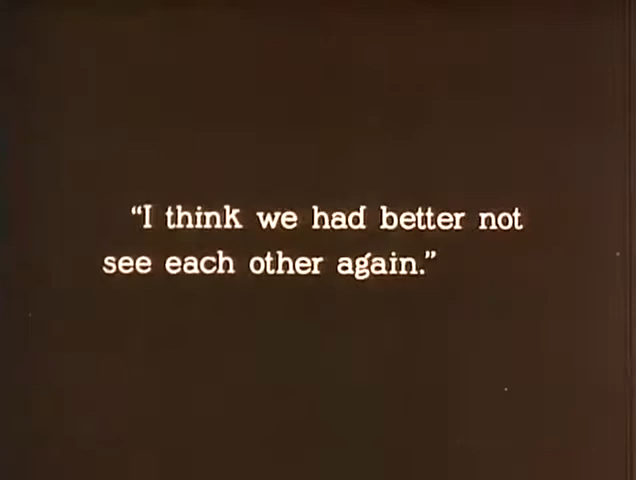 “I think we had better not
see each other again.”